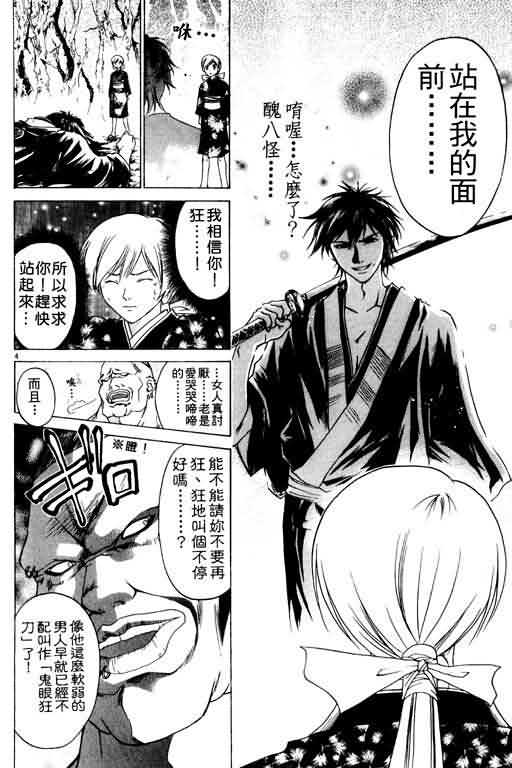 站在我的面
前………
唷喔…怎麼了？
醜八怪……
咻…
我相信你！
狂……！
所以求求
你！趕快
站起來…
4
…女人真討
厭…老是
愛哭哭啼啼
的…
唉…
而且…
※瞪！
ギロ
能不能請妳不要再
狂、狂地叫個不停
好嗎……？
像他這麼軟弱的
男人早就已經不
配叫作「鬼眼狂
刀」了！